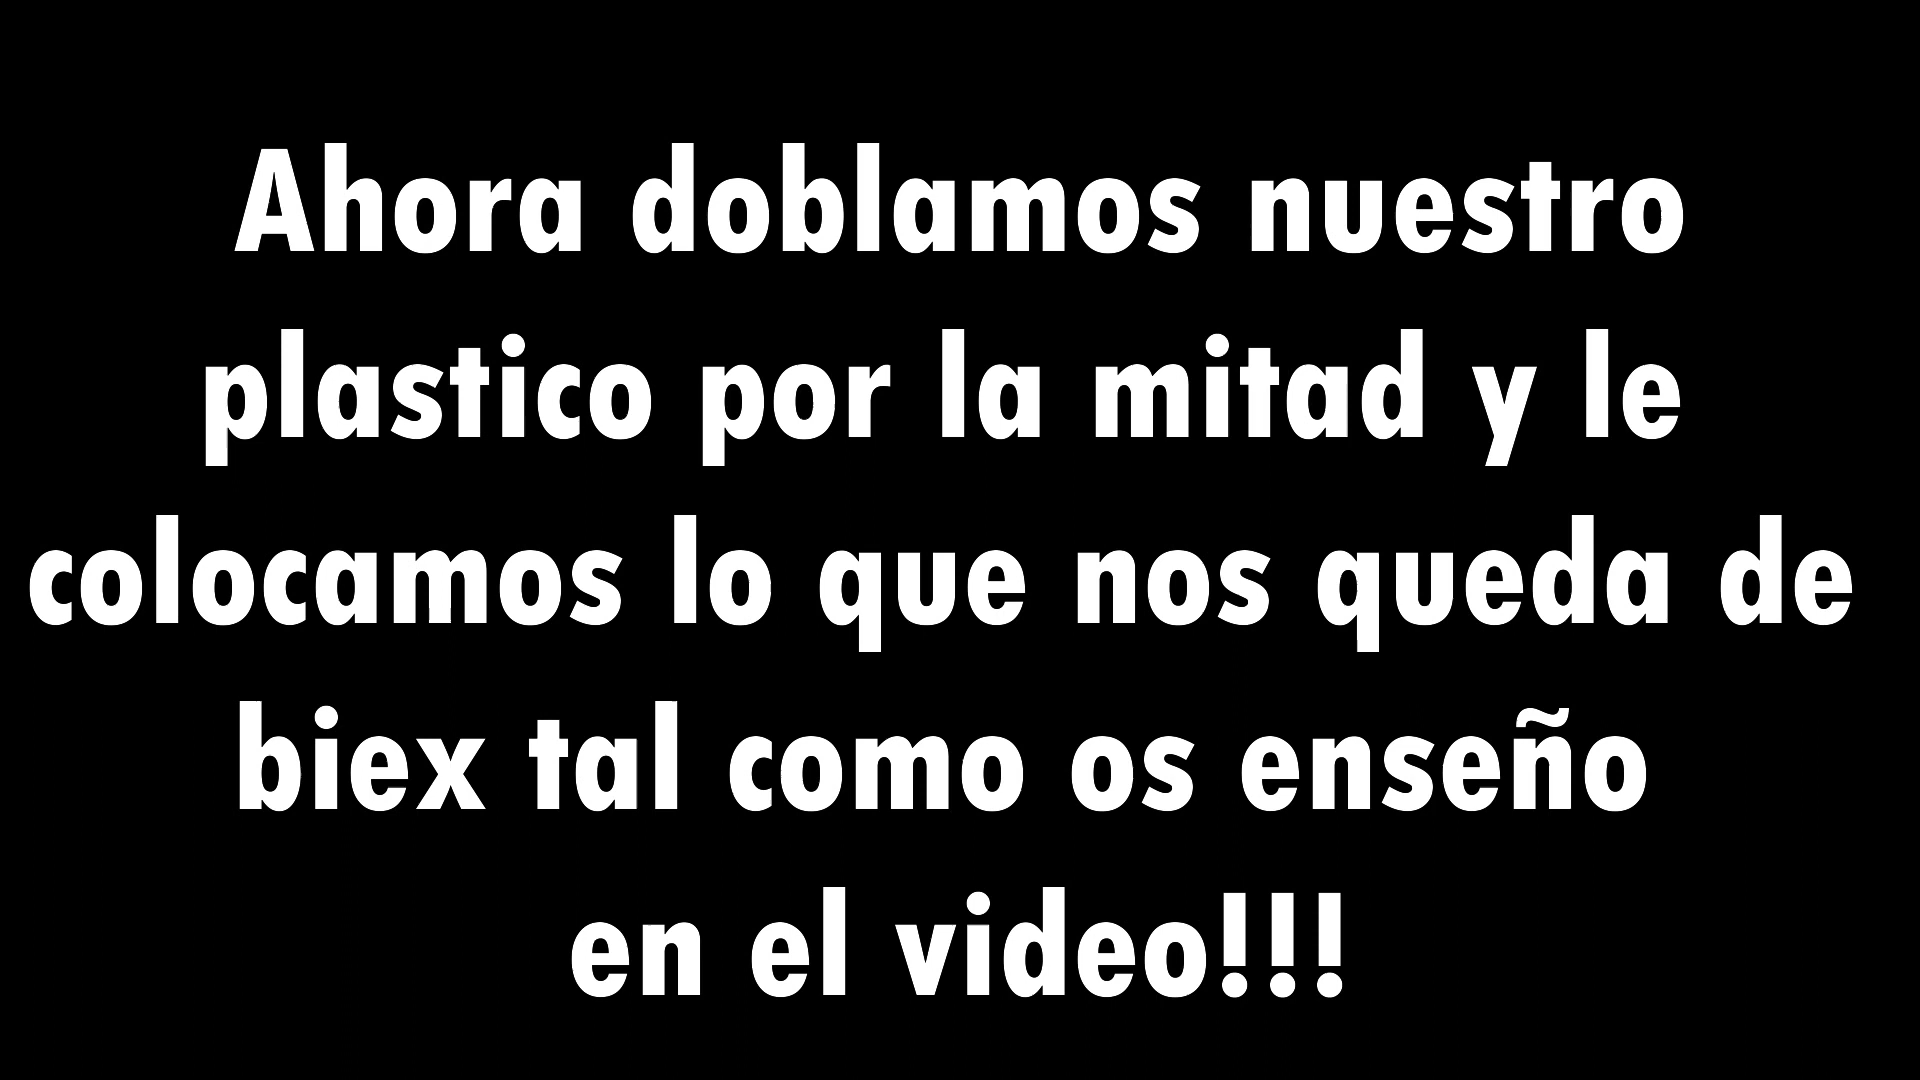 Ahora doblamos nuestro
plastico por la mitad y le
colocamos lo que nos queda de
biex tal como os enseño
en el video!!!